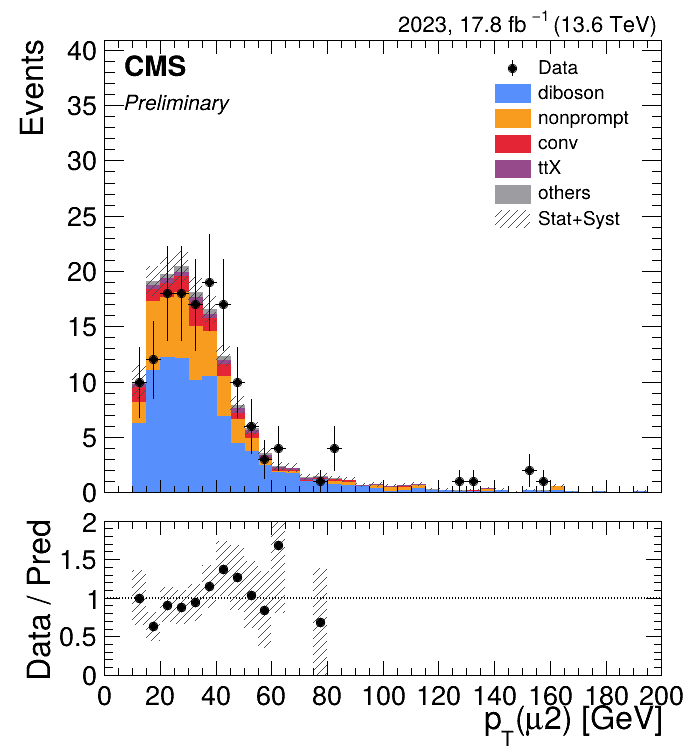 2023, 17.8 fb⁻¹ (13.6 TeV)
CMS
Preliminary
Events
40
35
30
25
20
15
10
5
0
Data
diboson
nonprompt
conv
ttX
others
Stat+Syst
Data / Pred
2
1.5
1
0.5
0
0 20 40 60 80 100 120 140 160 180 200
p_T(μ2) [GeV]